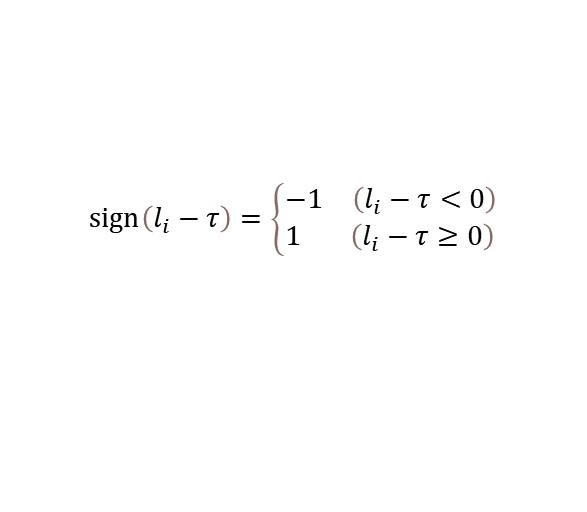 sign(lᵢ − τ) = { −1 (lᵢ − τ < 0)
1 (lᵢ − τ ≥ 0)